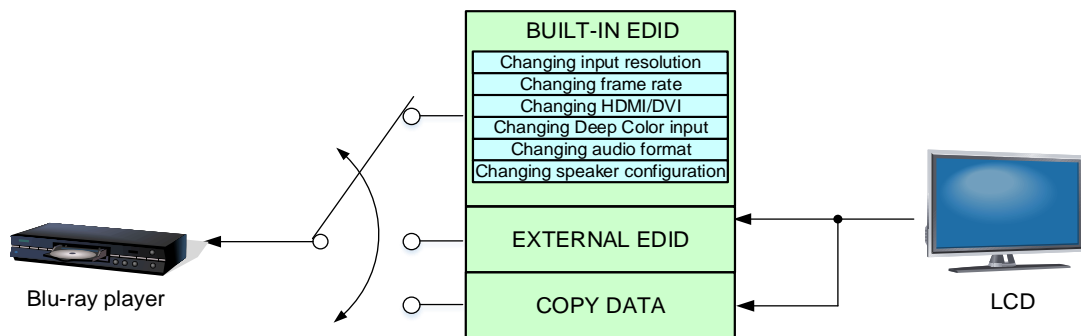 BUILT-IN EDID
Changing input resolution
Changing frame rate
Changing HDMI/DVI
Changing Deep Color input
Changing audio format
Changing speaker configuration
EXTERNAL EDID
COPY DATA
Blu-ray player
LCD